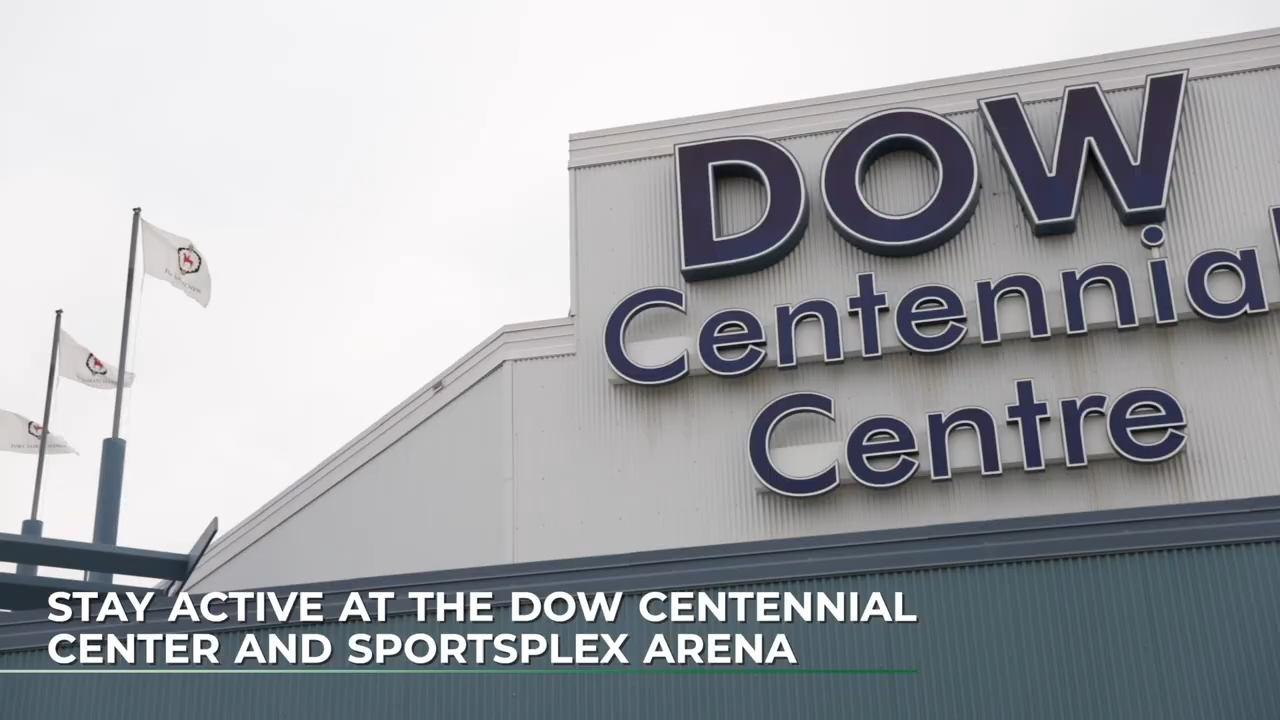 DOW
Centennial
Centre
STAY ACTIVE AT THE DOW CENTENNIAL
CENTER AND SPORTSPLEX ARENA